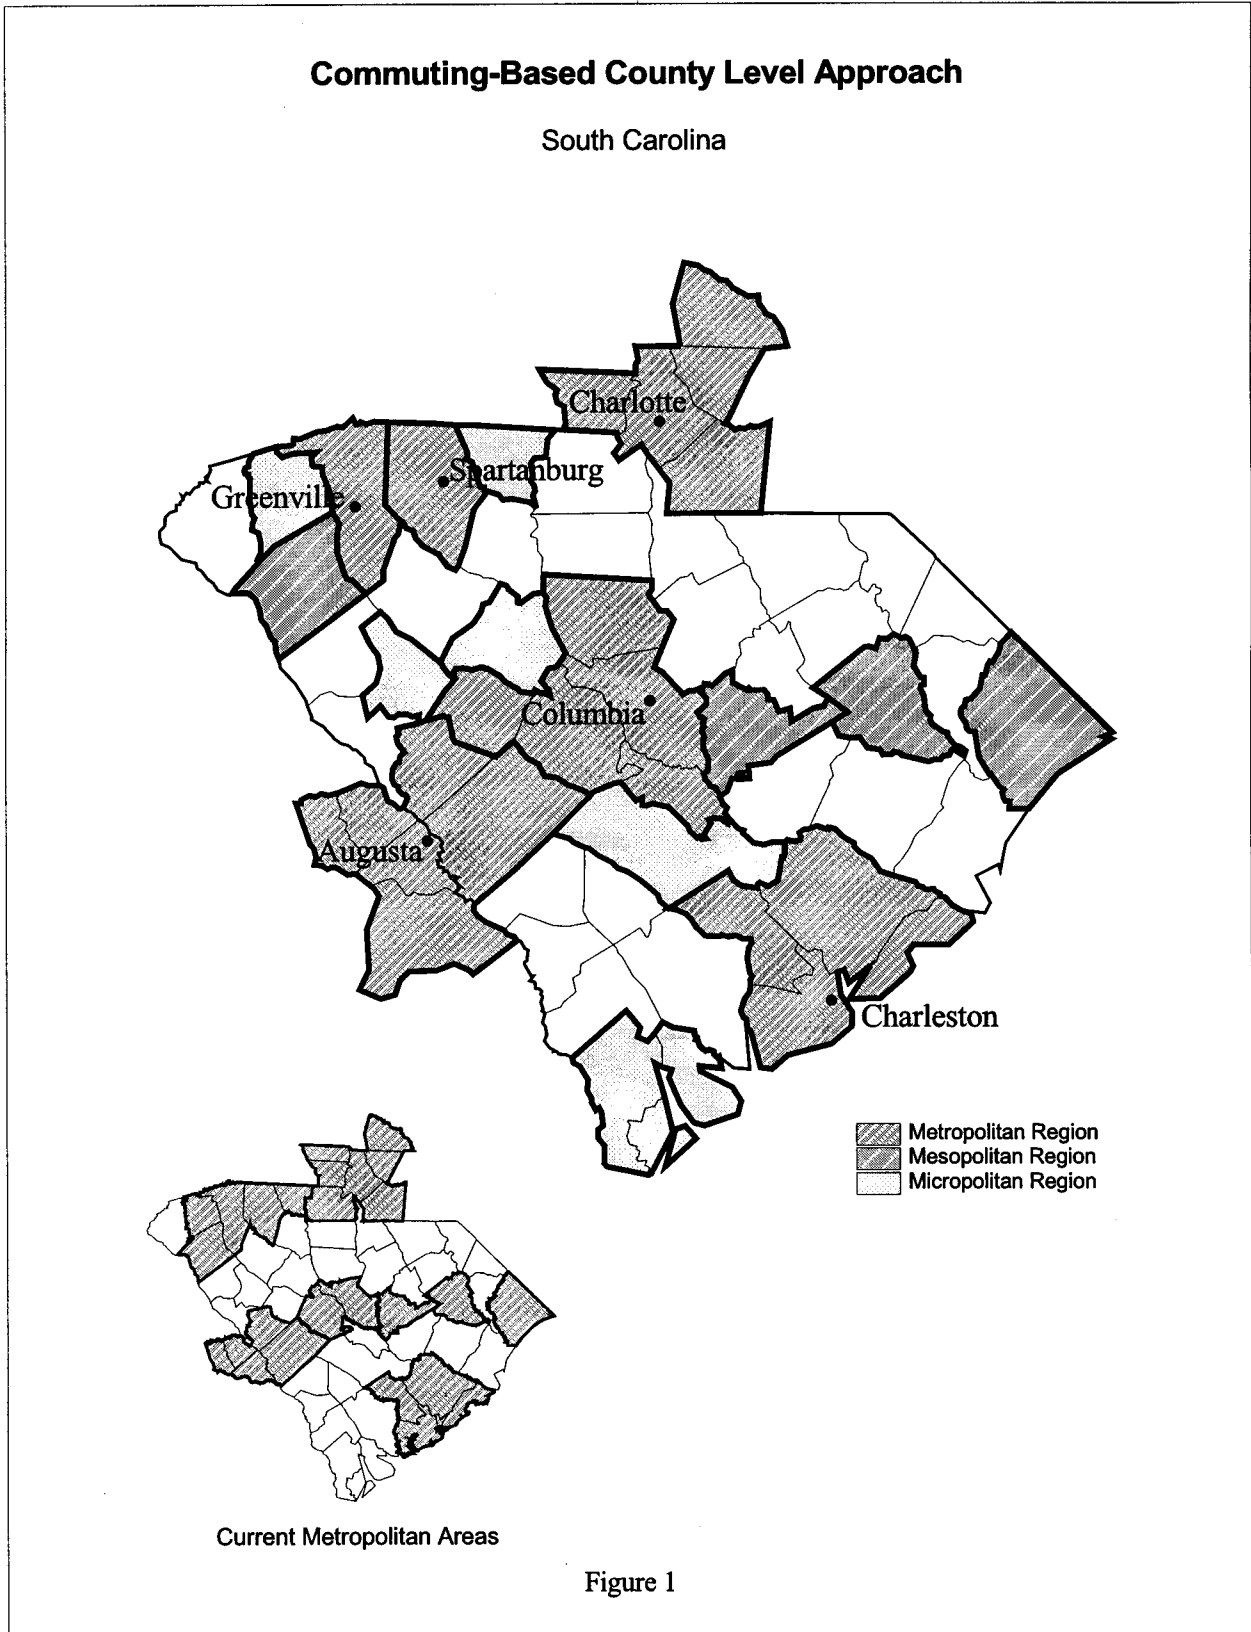 Commuting-Based County Level Approach
South Carolina
Charlotte
Spartanburg
Greenville
Columbia
Augusta
Charleston
Metropolitan Region
Mesopolitan Region
Micropolitan Region
Current Metropolitan Areas
Figure 1